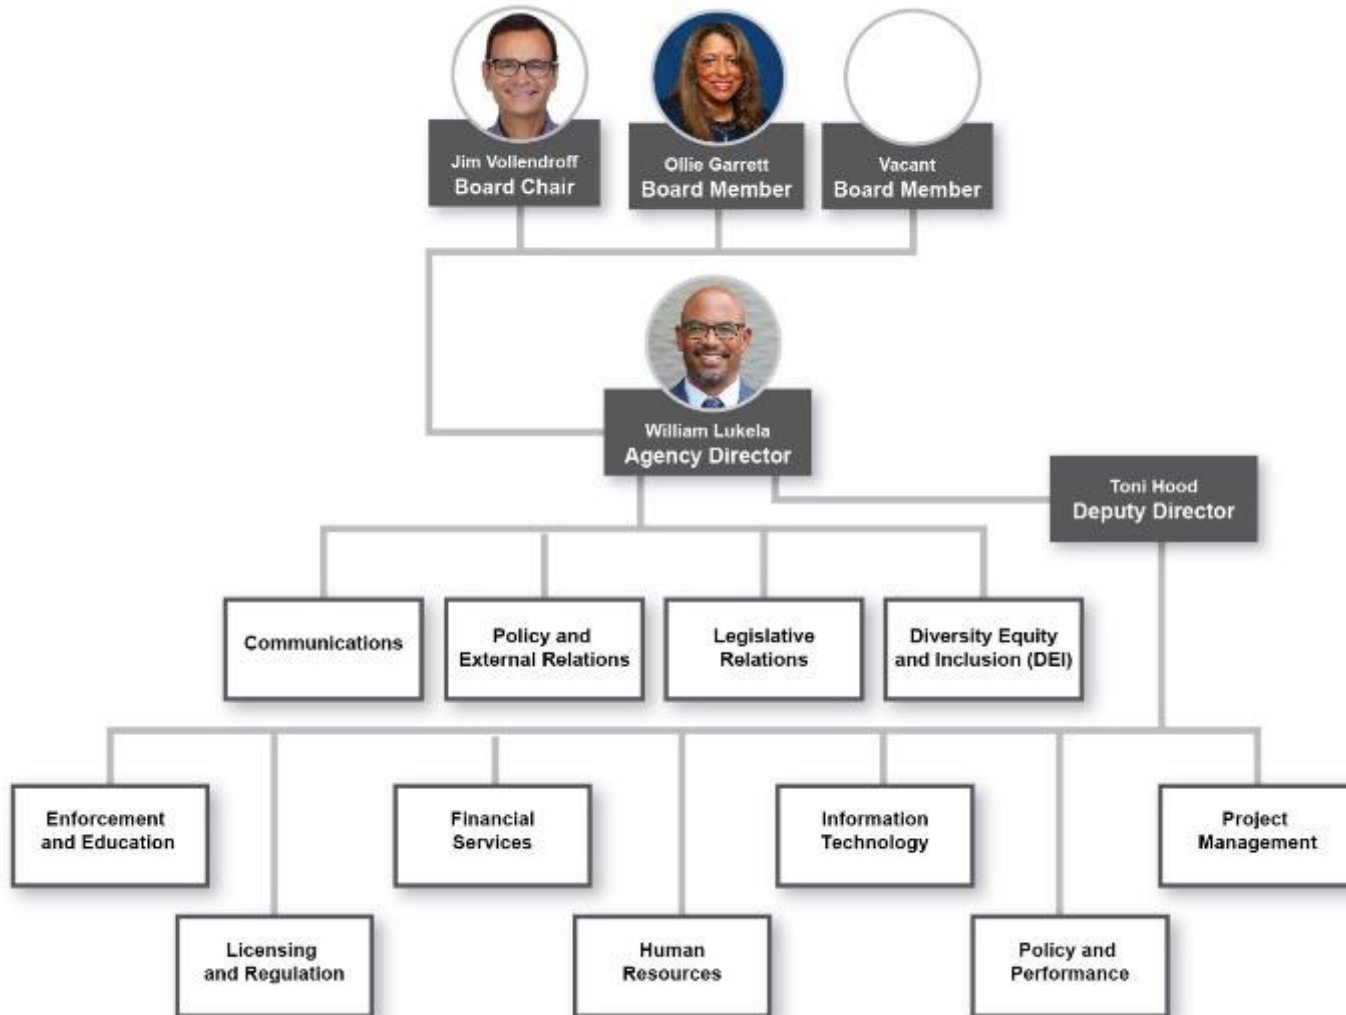 Jim Vollendroff
Board Chair
Ollie Garrett
Board Member
Vacant
Board Member
William Lukela
Agency Director
Toni Hood
Deputy Director
Communications
Policy and
External Relations
Legislative
Relations
Diversity Equity
and Inclusion (DEI)
Enforcement
and Education
Financial
Services
Information
Technology
Project
Management
Licensing
and Regulation
Human
Resources
Policy and
Performance